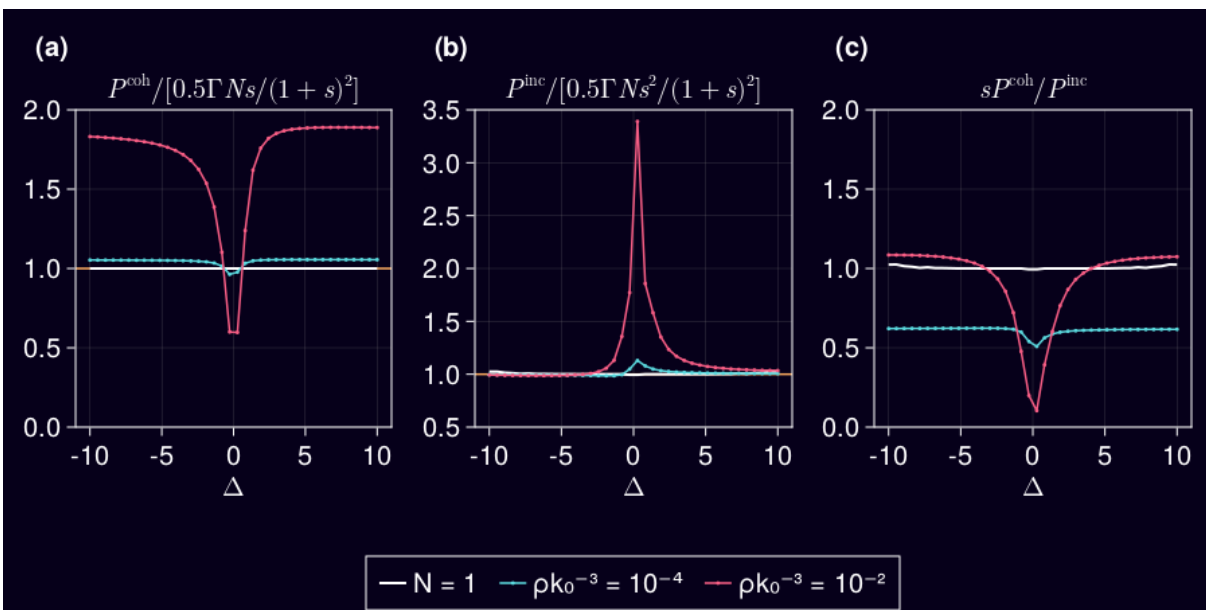 (a)
P^coh/[0.5ΓNs/(1 + s)²]
2.0
1.5
1.0
0.5
0.0
-10 -5 0 5 10
Δ
(b)
P^inc/[0.5ΓNs²/(1 + s)²]
3.5
3.0
2.5
2.0
1.5
1.0
0.5
-10 -5 0 5 10
Δ
(c)
sP^coh/P^inc
2.0
1.5
1.0
0.5
0.0
-10 -5 0 5 10
Δ
N = 1 ρk₀⁻³ = 10⁻⁴ ρk₀⁻³ = 10⁻²